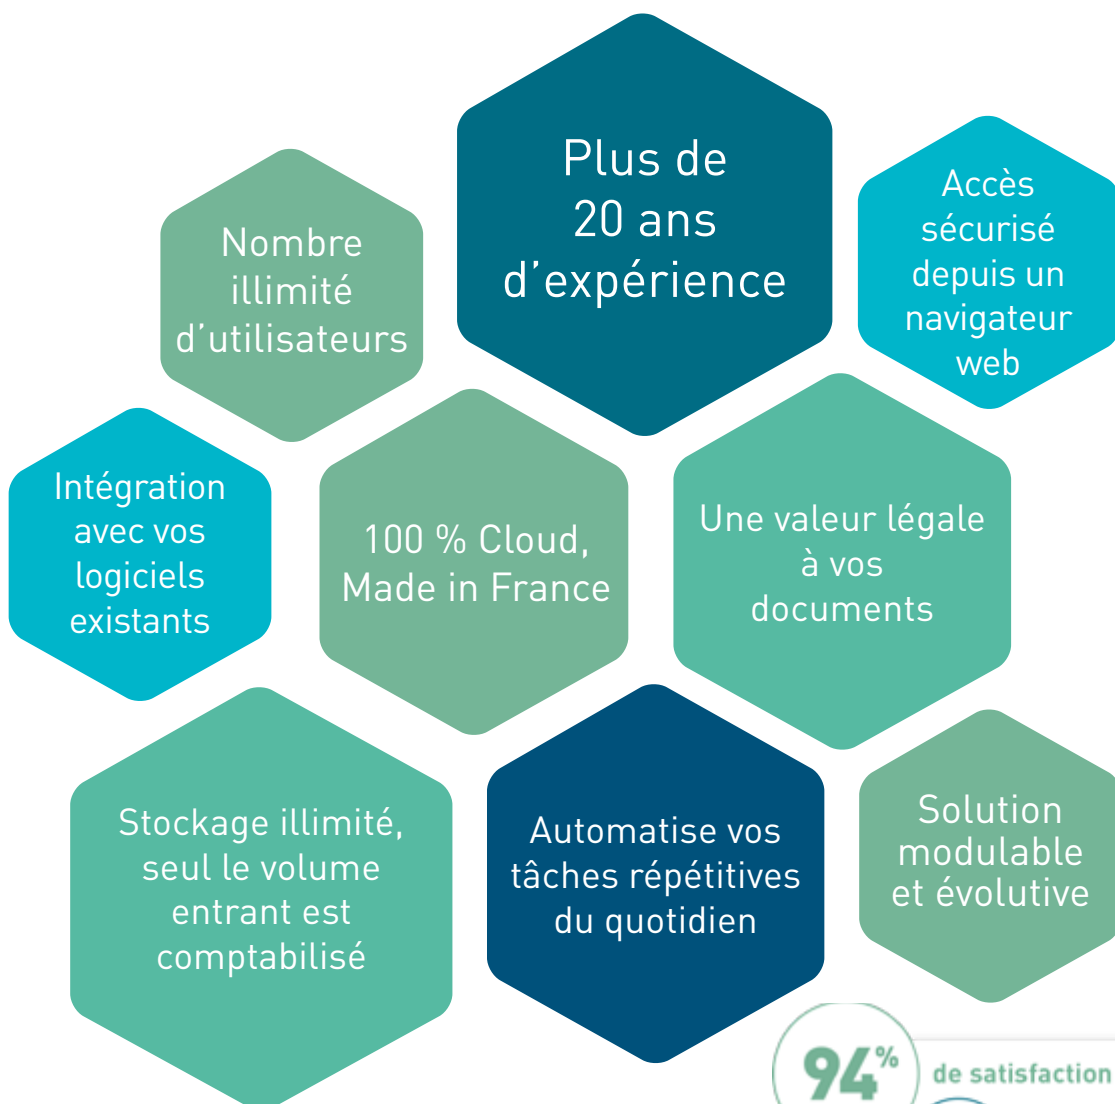 Plus de
20 ans
d’expérience
Nombre
illimité
d’utilisateurs
Accès
sécurisé
depuis un
navigateur
web
Intégration
avec vos
logiciels
existants
100 % Cloud,
Made in France
Une valeur légale
à vos
documents
Stockage illimité,
seul le volume
entrant est
comptabilisé
Automatise vos
tâches répétitives
du quotidien
Solution
modulable
et évolutive
94%
de satisfaction